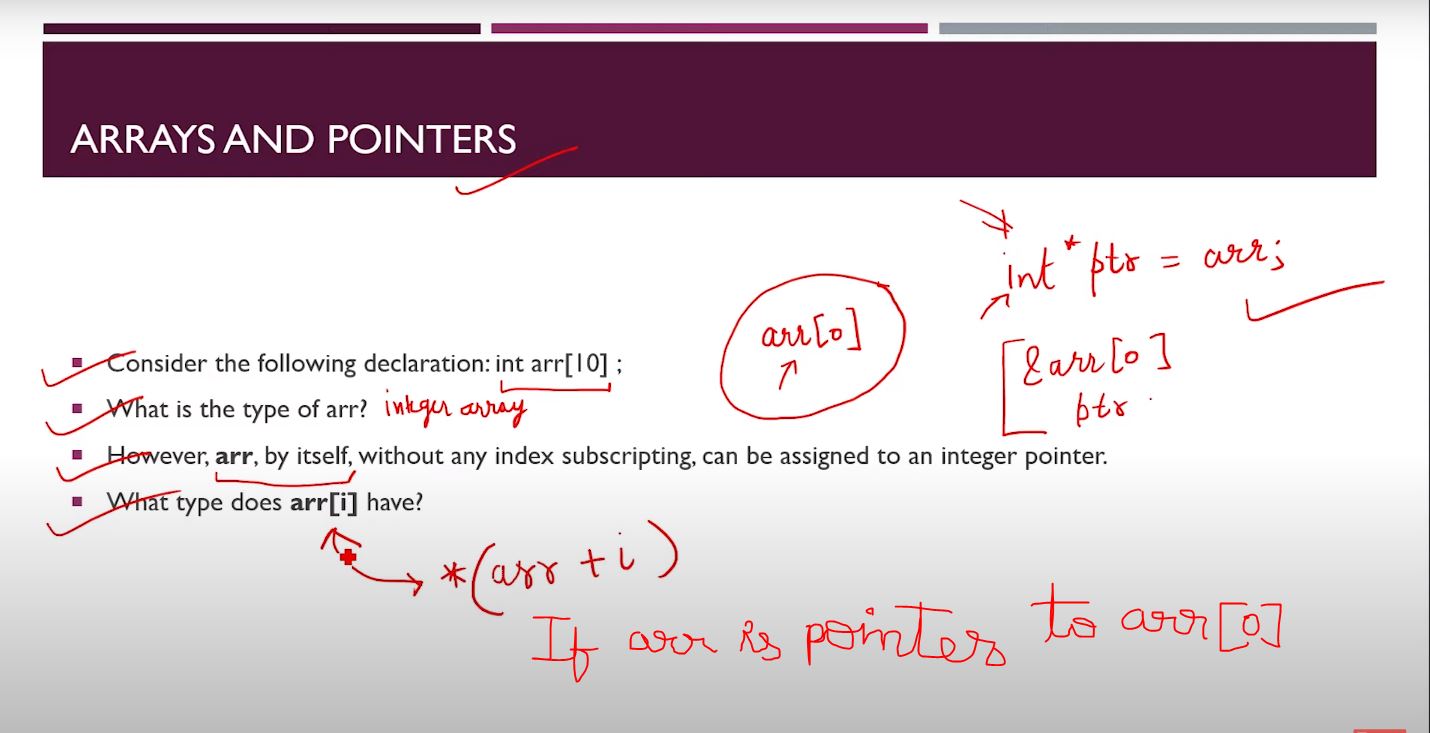 ARRAYS AND POINTERS
int *ptr = arr;
arr[0]
&arr[0]
ptr
Consider the following declaration: int arr[10] ;
What is the type of arr? integer array
However, arr, by itself, without any index subscripting, can be assigned to an integer pointer.
What type does arr[i] have?
*(arr + i)
If arr is pointers to arr[0]